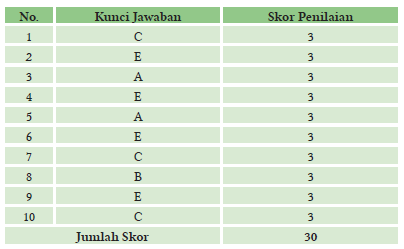 No. Kunci Jawaban Skor Penilaian
1 C 3
2 E 3
3 A 3
4 E 3
5 A 3
6 E 3
7 C 3
8 B 3
9 E 3
10 C 3
Jumlah Skor 30